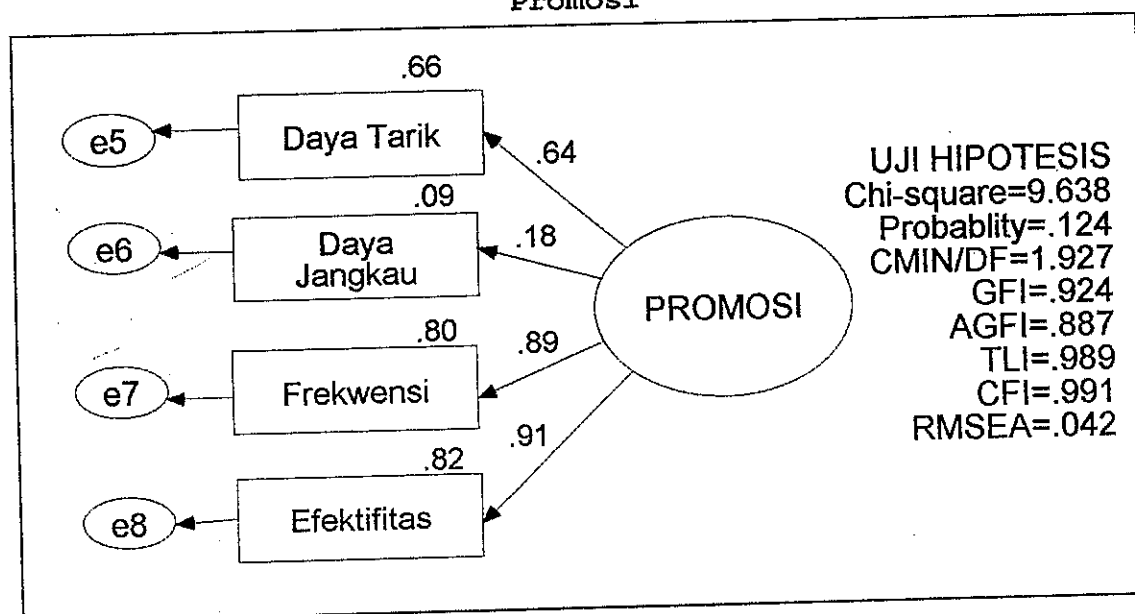 Promosi
.66
e5
Daya Tarik
.64
.09
e6
Daya
Jangkau
.18
.80
e7
Frekwensi
.89
.82
e8
Efektifitas
.91
PROMOSI
UJI HIPOTESIS
Chi-square=9.638
Probablity=.124
CMIN/DF=1.927
GFI=.924
AGFI=.887
TLI=.989
CFI=.991
RMSEA=.042